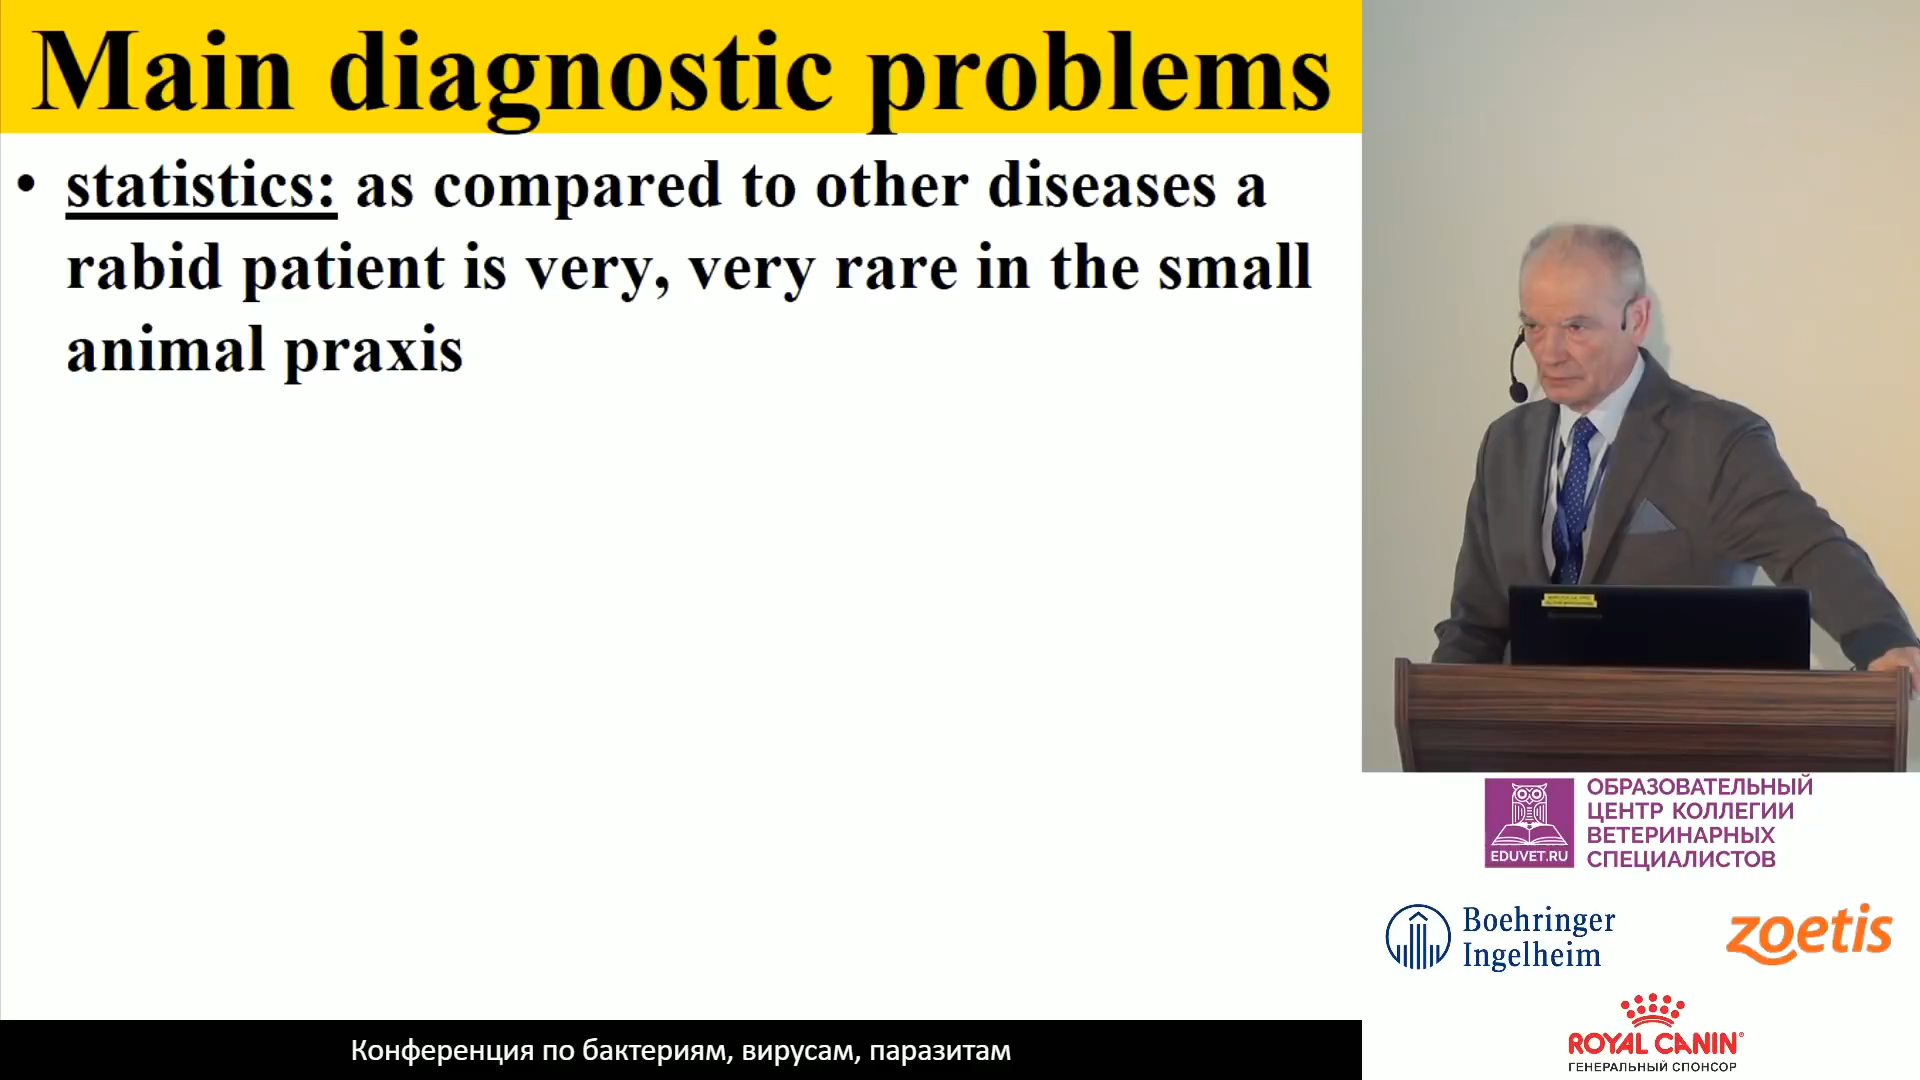 Main diagnostic problems
• statistics: as compared to other diseases a
rabid patient is very, very rare in the small
animal praxis
EDUVET.RU
ОБРАЗОВАТЕЛЬНЫЙ
ЦЕНТР КОЛЛЕГИИ
ВЕТЕРИНАРНЫХ
СПЕЦИАЛИСТОВ
Boehringer
Ingelheim
zoetis
ROYAL CANIN
ГЕНЕРАЛЬНЫЙ СПОНСОР
Конференция по бактериям, вирусам, паразитам